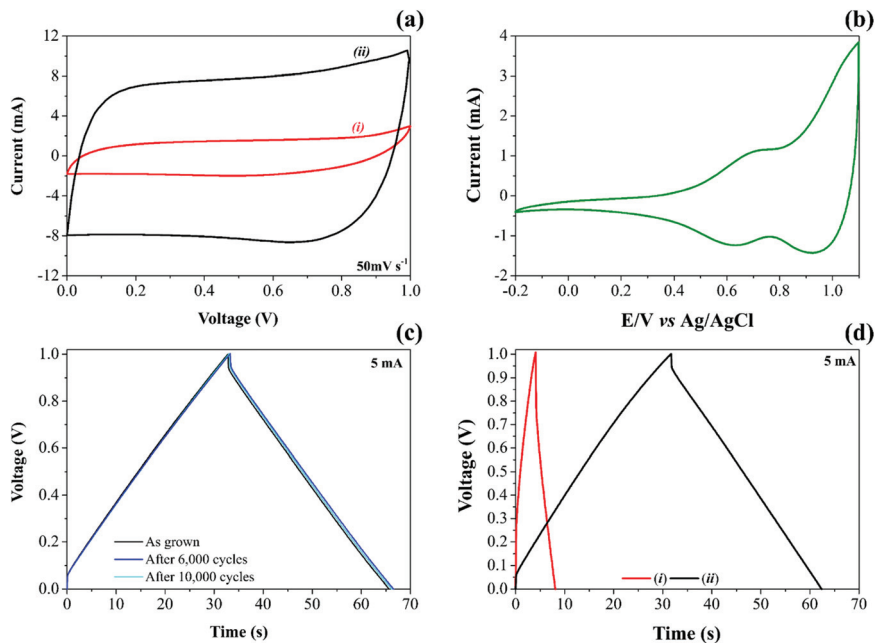 (a)
12
8
4
0
-4
-8
-12
Current (mA)
(ii)
(i)
50mV s⁻¹
0.0 0.2 0.4 0.6 0.8 1.0
Voltage (V)
(b)
4
3
2
1
0
-1
-2
Current (mA)
-0.2 0.0 0.2 0.4 0.6 0.8 1.0
E/V vs Ag/AgCl
(c)
1.0
0.8
0.6
0.4
0.2
0.0
Voltage (V)
5 mA
As grown
After 6,000 cycles
After 10,000 cycles
0 10 20 30 40 50 60 70
Time (s)
(d)
1.0
0.9
0.8
0.7
0.6
0.5
0.4
0.3
0.2
0.1
0.0
Voltage (V)
5 mA
(i) (ii)
0 10 20 30 40 50 60 70
Time (s)